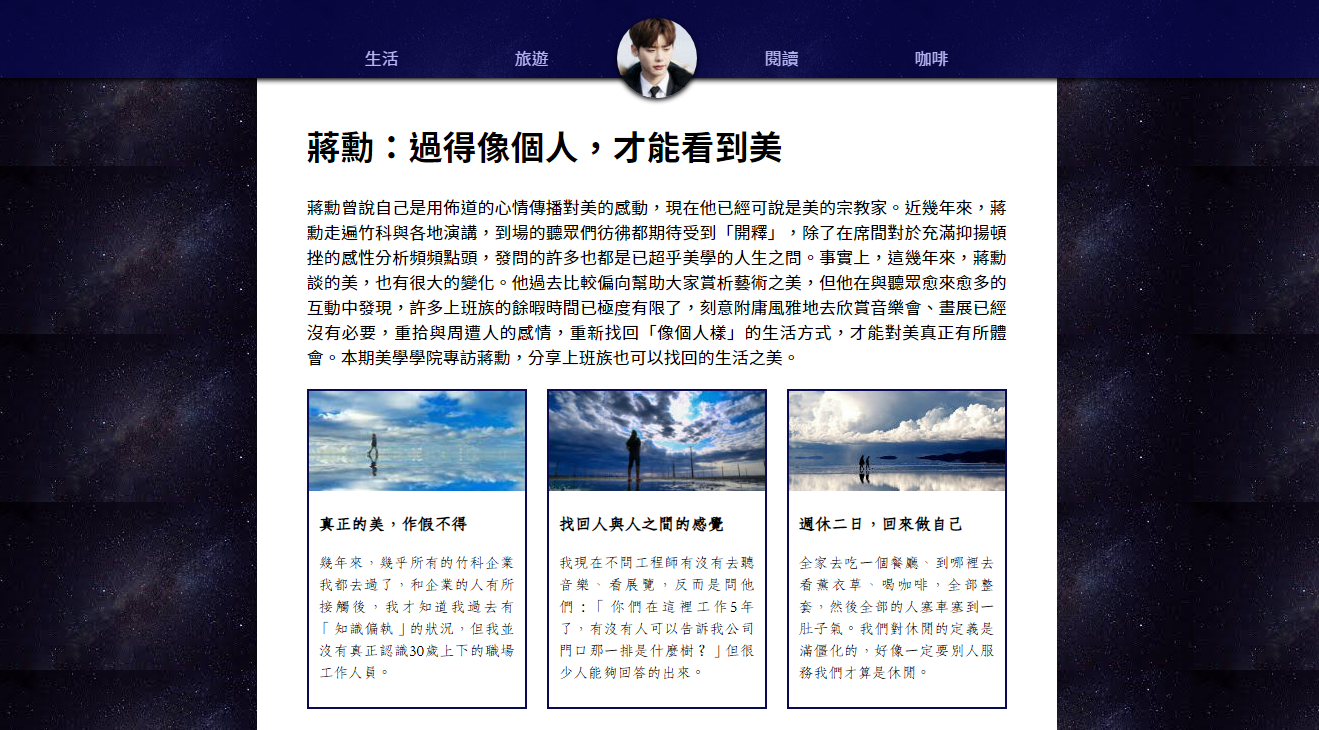 生活 旅遊 閱讀 咖啡
蔣勳：過得像個人，才能看到美
蔣勳曾說自己是用佈道的心情傳播對美的感動，現在他已經可說是美的宗教家。近幾年來，蔣
勳走遍竹科與各地演講，到場的聽眾們彷彿都期待受到「開釋」，除了在席間對於充滿抑揚頓
挫的感性分析頻頻點頭，發問的許多也都是已超乎美學的人生之問。事實上，這幾年來，蔣勳
談的美，也有很大的變化。他過去比較偏向幫助大家賞析藝術之美，但他在與聽眾愈來愈多的
互動中發現，許多上班族的餘暇時間已極度有限了，刻意附庸風雅地去欣賞音樂會、畫展已經
沒有必要，重拾與周遭人的感情，重新找回「像個人樣」的生活方式，才能對美真正有所體
會。本期美學學院專訪蔣勳，分享上班族也可以找回的生活之美。
真正的美，作假不得
幾年來，幾乎所有的竹科企業
我都去過了，和企業的人有所
接觸後，我才知道我過去有
「知識偏執」的狀況，但我並
沒有真正認識30歲上下的職場
工作人員。
找回人與人之間的感覺
我現在不問工程師有沒有去聽
音樂、看展覽，反而是問他
們：「你們在這裡工作5年
了，有沒有人可以告訴我公司
門口那一排是什麼樹？」但很
少人能夠回答的出來。
週休二日，回來做自己
全家去吃一個餐廳、到哪裡去
看薰衣草、喝咖啡，全部整
套，然後全部的人塞車塞到一
肚子氣。我們對休閒的定義是
滿僵化的，好像一定要別人服
務我們才算是休閒。